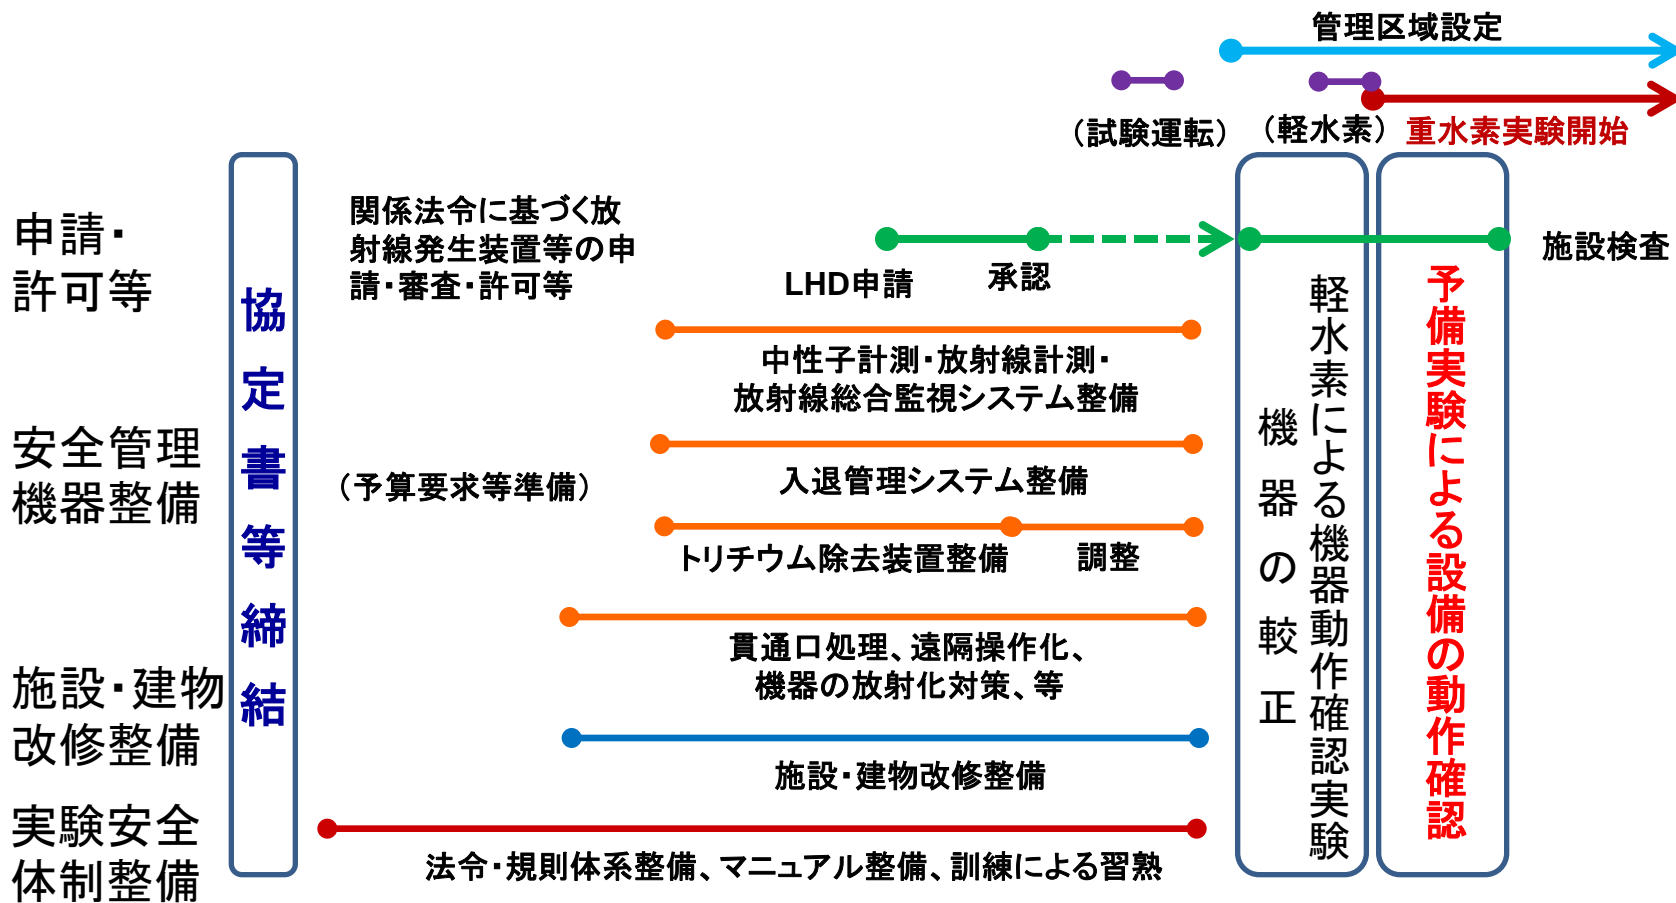 管理区域設定
（試験運転）
（軽水素）
重水素実験開始
申請・
許可等
協定書等締結
関係法令に基づく放
射線発生装置等の申
請・審査・許可等
LHD申請
承認
施設検査
中性子計測・放射線計測・
放射線総合監視システム整備
安全管理
機器整備
（予算要求等準備）
入退管理システム整備
トリチウム除去装置整備
調整
貫通口処理、遠隔操作化、
機器の放射化対策、等
施設・建物
改修整備
施設・建物改修整備
実験安全
体制整備
法令・規則体系整備、マニュアル整備、訓練による習熟
軽水素による機器動作確認実験
機器の較正
予備実験による設備の動作確認